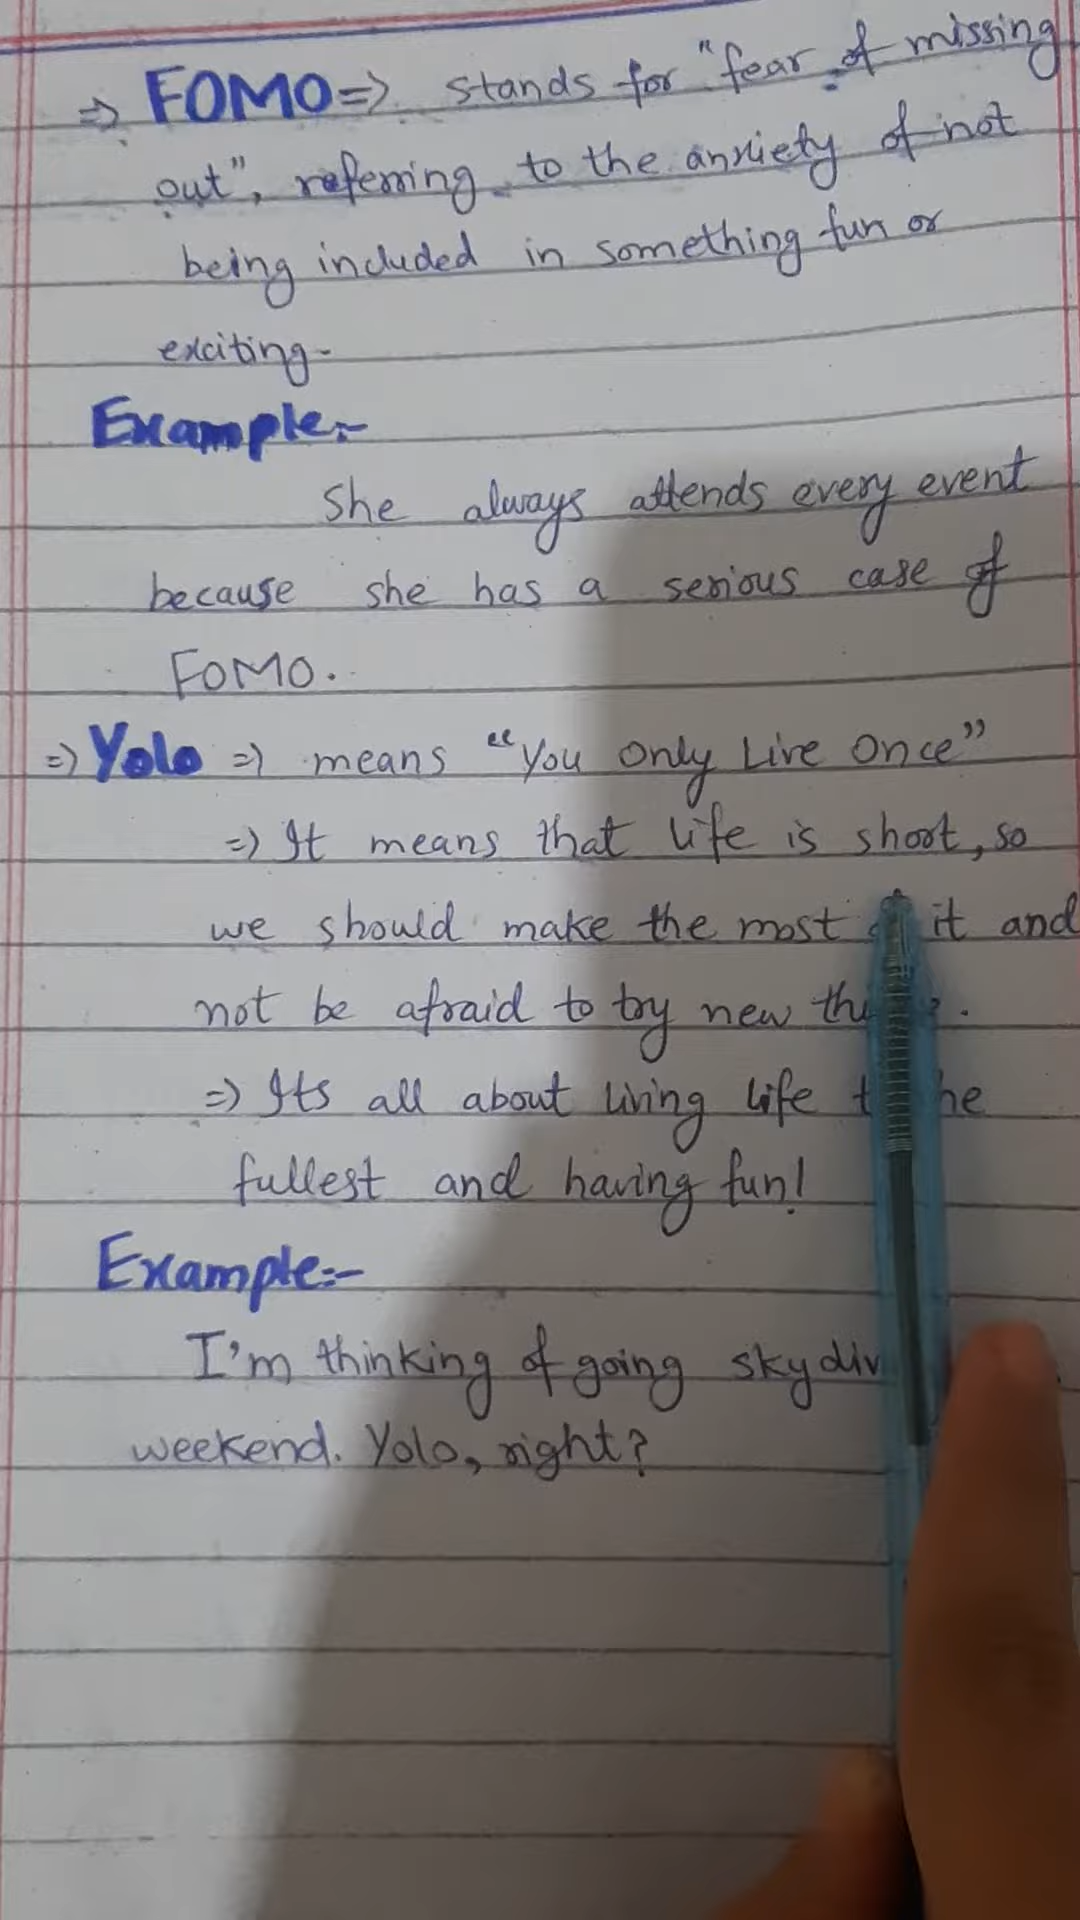 ⇒ FOMO ⇒ stands for "fear of missing
out", referring to the anxiety of not
being included in something fun or
exciting.
Example:-
She always attends every event
because she has a serious case of
FOMO.
⇒ Yolo ⇒ means "You Only Live Once"
⇒ It means that life is short, so
we should make the most it and
not be afraid to try new
⇒ Its all about living life
fullest and having fun!
Example:-
I'm thinking of going
weekend. Yolo, right?